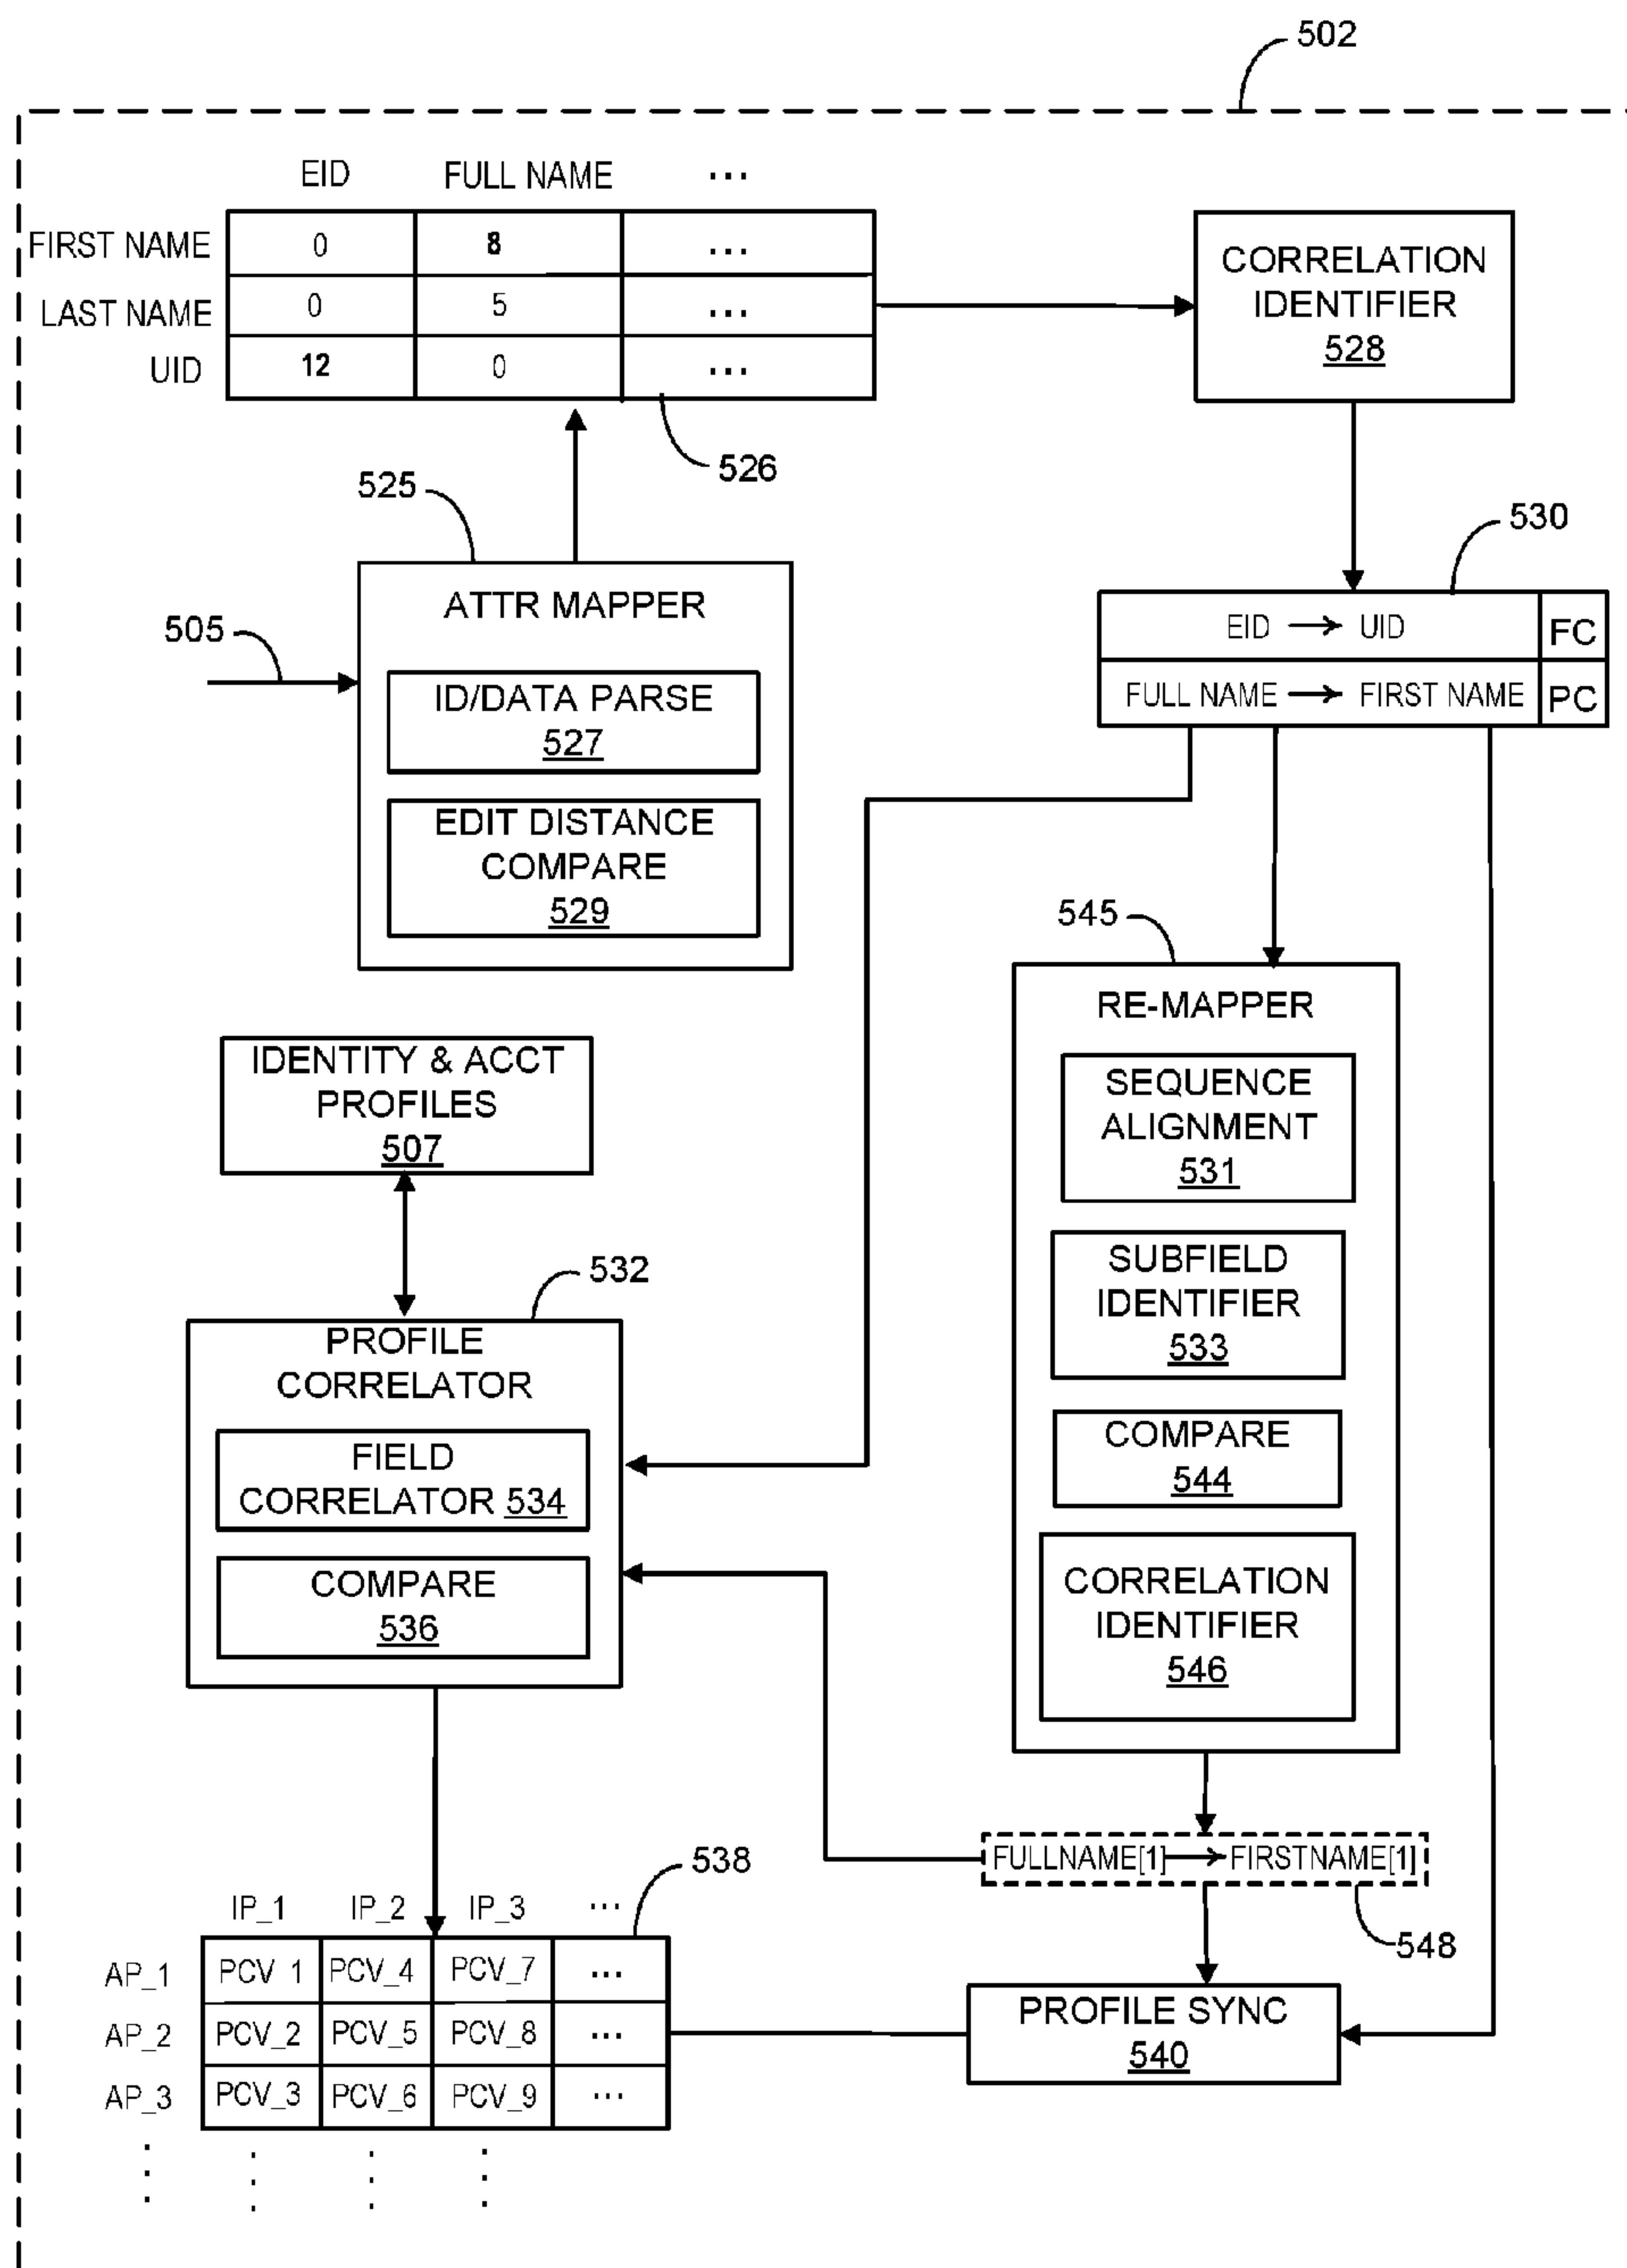 502
EID FULL NAME ...
FIRST NAME 0 8 ...
LAST NAME 0 5 ...
UID 12 0 ...
526
CORRELATION
IDENTIFIER
528
525
530
ATTR MAPPER
505
ID/DATA PARSE
527
EDIT DISTANCE
COMPARE
529
EID → UID FC
FULL NAME → FIRST NAME PC
545
RE-MAPPER
SEQUENCE
ALIGNMENT
531
SUBFIELD
IDENTIFIER
533
COMPARE
544
CORRELATION
IDENTIFIER
546
IDENTITY & ACCT
PROFILES
507
532
PROFILE
CORRELATOR
FIELD
CORRELATOR 534
COMPARE
536
FULLNAME[1] → FIRSTNAME[1]
548
538
IP_1 IP_2 IP_3 ...
AP_1 PCV_1 PCV_4 PCV_7 ...
AP_2 PCV_2 PCV_5 PCV_8 ...
AP_3 PCV_3 PCV_6 PCV_9 ...
PROFILE SYNC
540